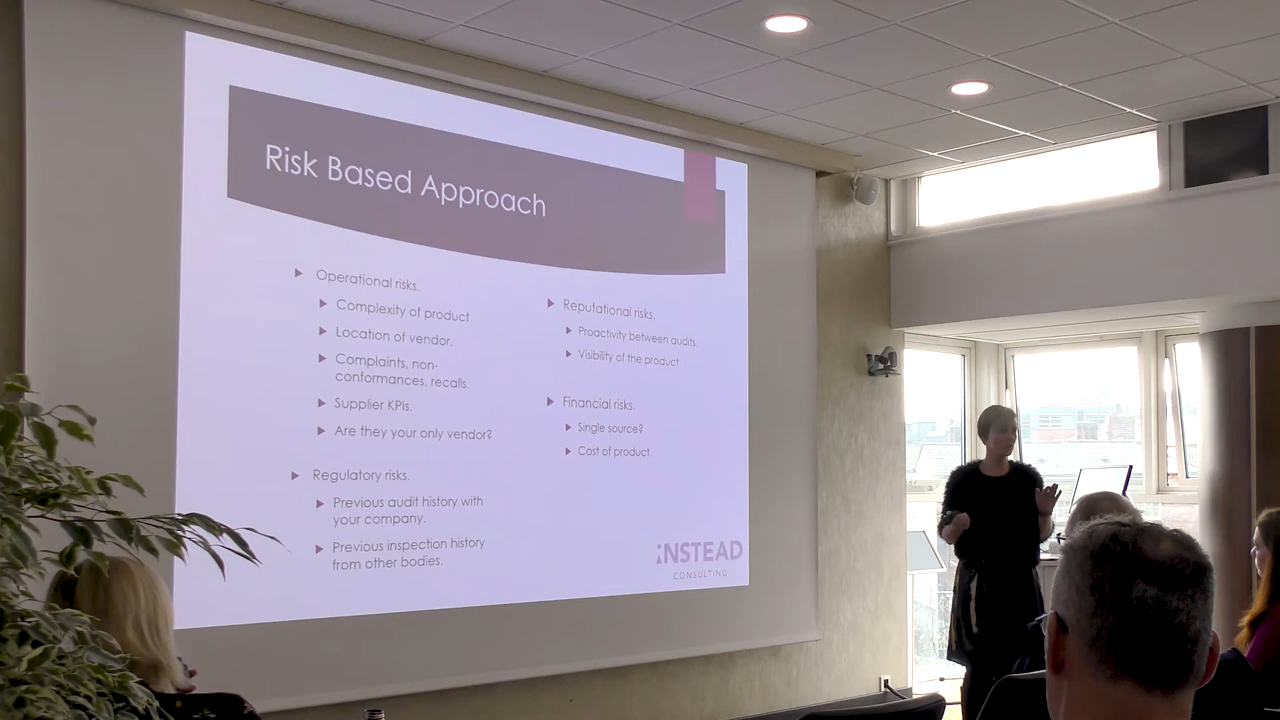 Risk Based Approach
Operational risks.
Complexity of product.
Location of vendor.
Complaints, non-
conformances, recalls.
Supplier KPIs.
Are they your only vendor?
Regulatory risks.
Previous audit history with
your company.
Previous inspection history
from other bodies.
Reputational risks.
Proactivity between audits.
Visibility of the product
Financial risks.
Single source?
Cost of product.
INSTEAD
CONSULTING